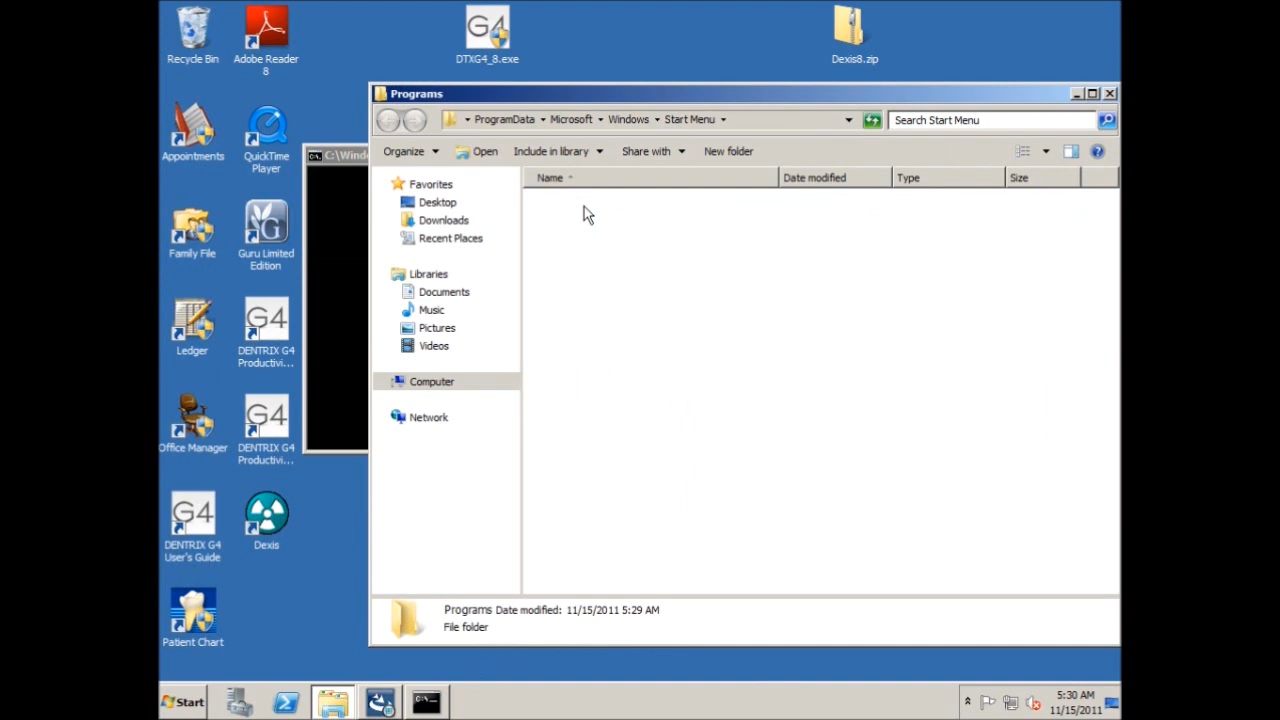 Recycle Bin
Adobe Reader
8
DTXG4_8.exe
Dexis8.zip
Appointments
QuickTime
Player
Family File
Guru Limited
Edition
Ledger
DENTRIX G4
Productivi...
Office Manager
DENTRIX G4
Productivi...
DENTRIX G4
User's Guide
Dexis
Patient Chart
C:\Windo
Programs
ProgramData Microsoft Windows Start Menu
Search Start Menu
Organize Open Include in library Share with New folder
Name Date modified Type Size
Favorites
Desktop
Downloads
Recent Places
Libraries
Documents
Music
Pictures
Videos
Computer
Network
Programs Date modified: 11/15/2011 5:29 AM
File folder
Start
5:30 AM
11/15/2011